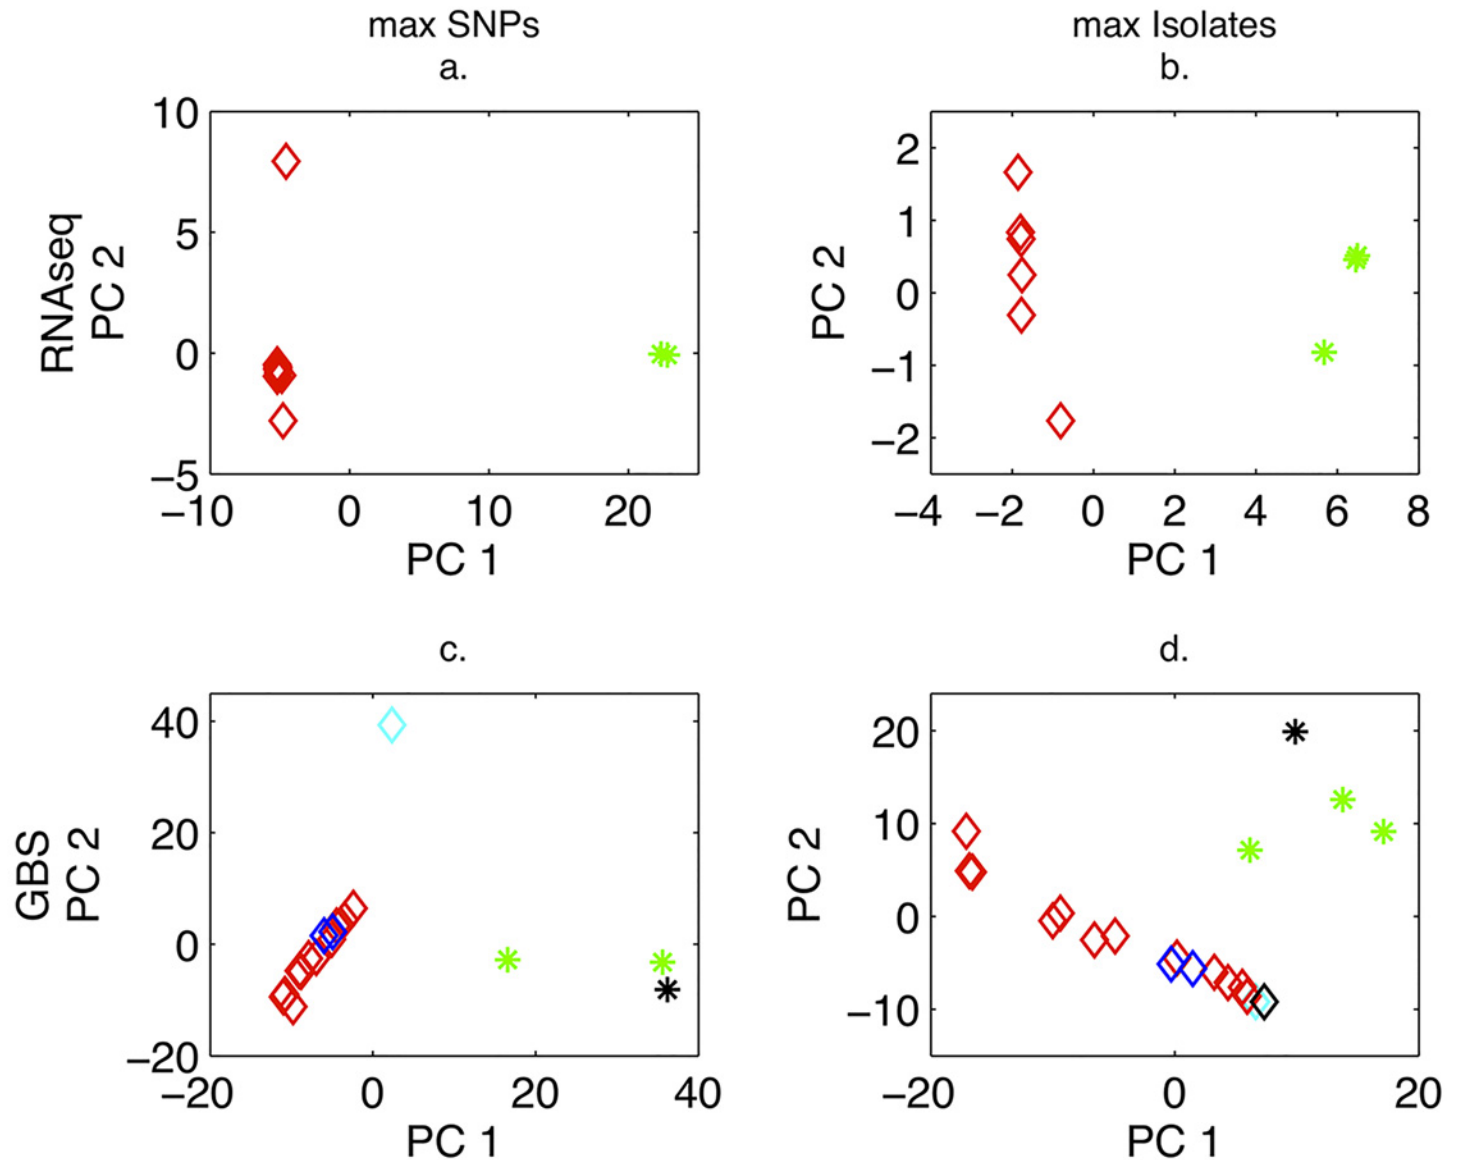 max SNPs
a.
10
5
0
−5
−10 0 10 20
RNAseq
PC 2
PC 1
max Isolates
b.
2
1
0
−1
−2
−4 −2 0 2 4 6 8
PC 2
PC 1
c.
40
20
0
−20
−20 0 20 40
GBS
PC 2
PC 1
d.
20
10
0
−10
−20 0 20
PC 2
PC 1